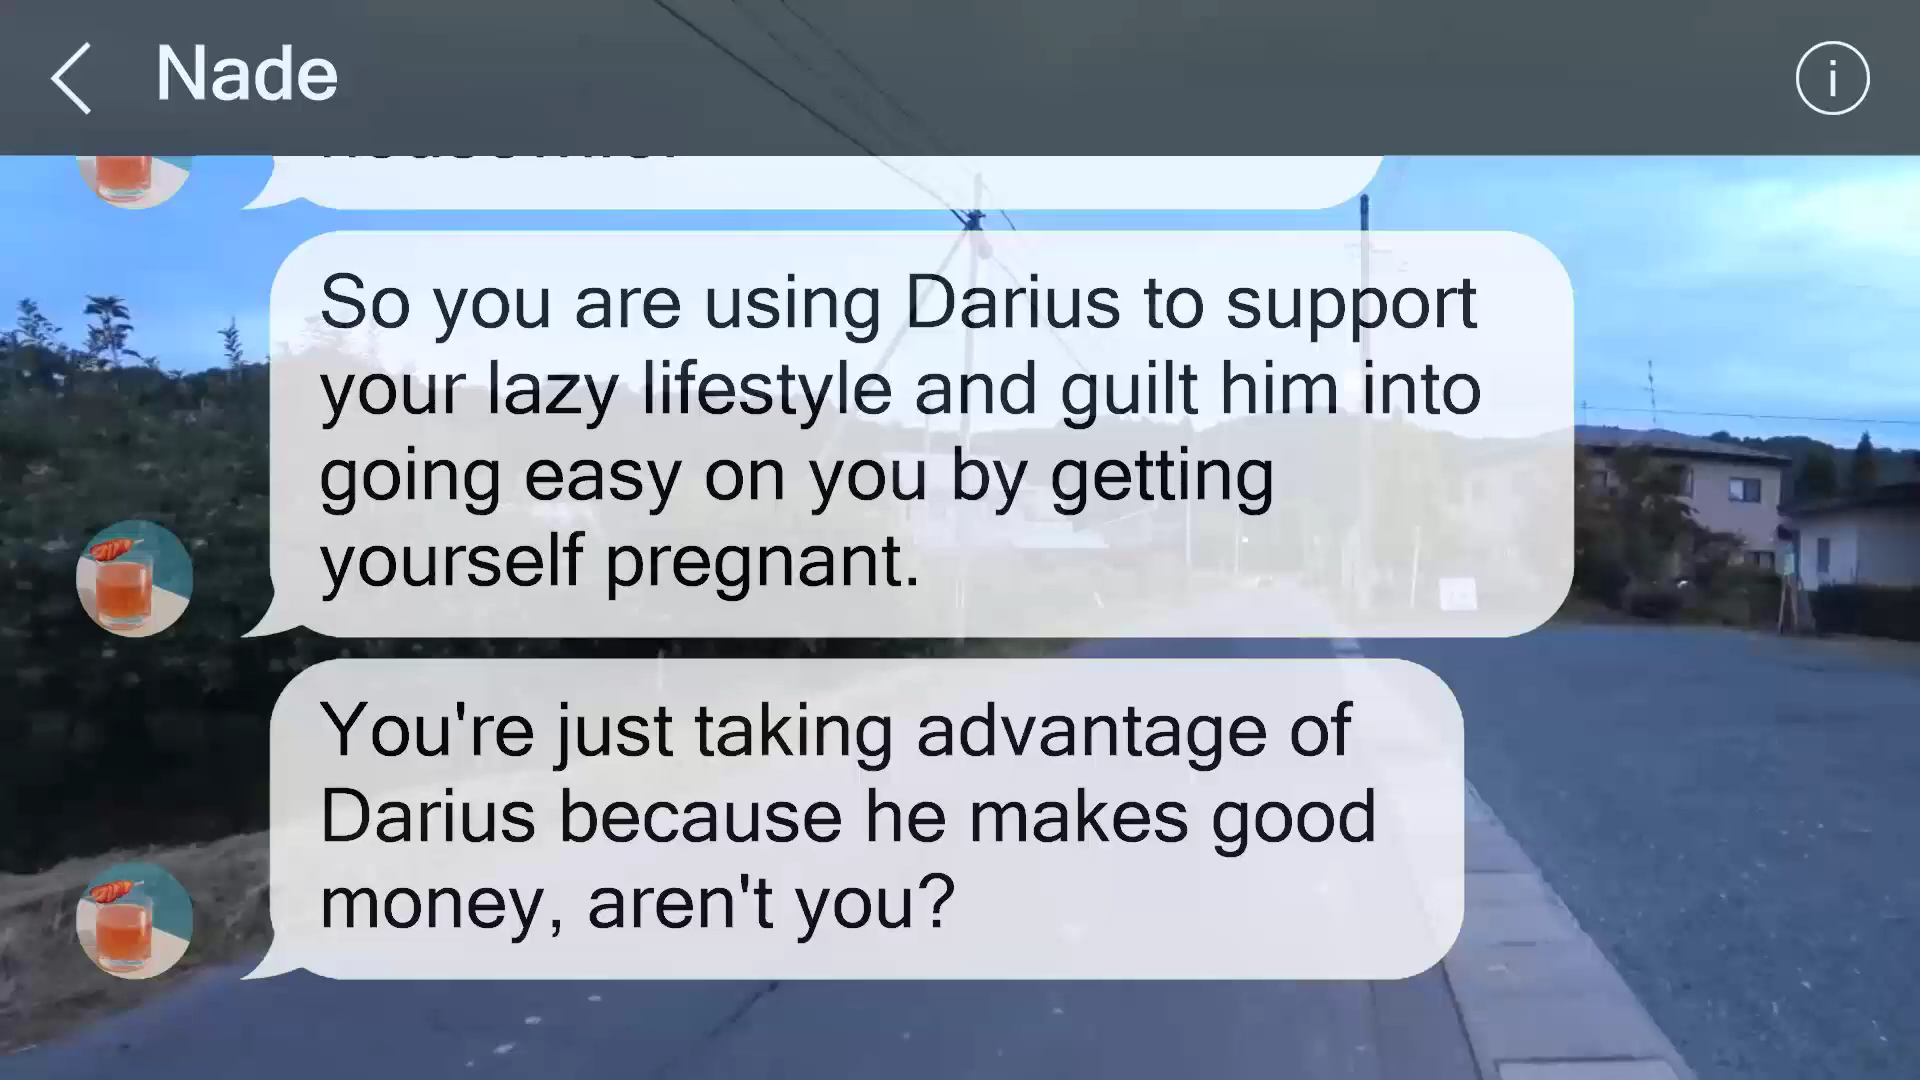 Nade
So you are using Darius to support
your lazy lifestyle and guilt him into
going easy on you by getting
yourself pregnant.
You're just taking advantage of
Darius because he makes good
money, aren't you?